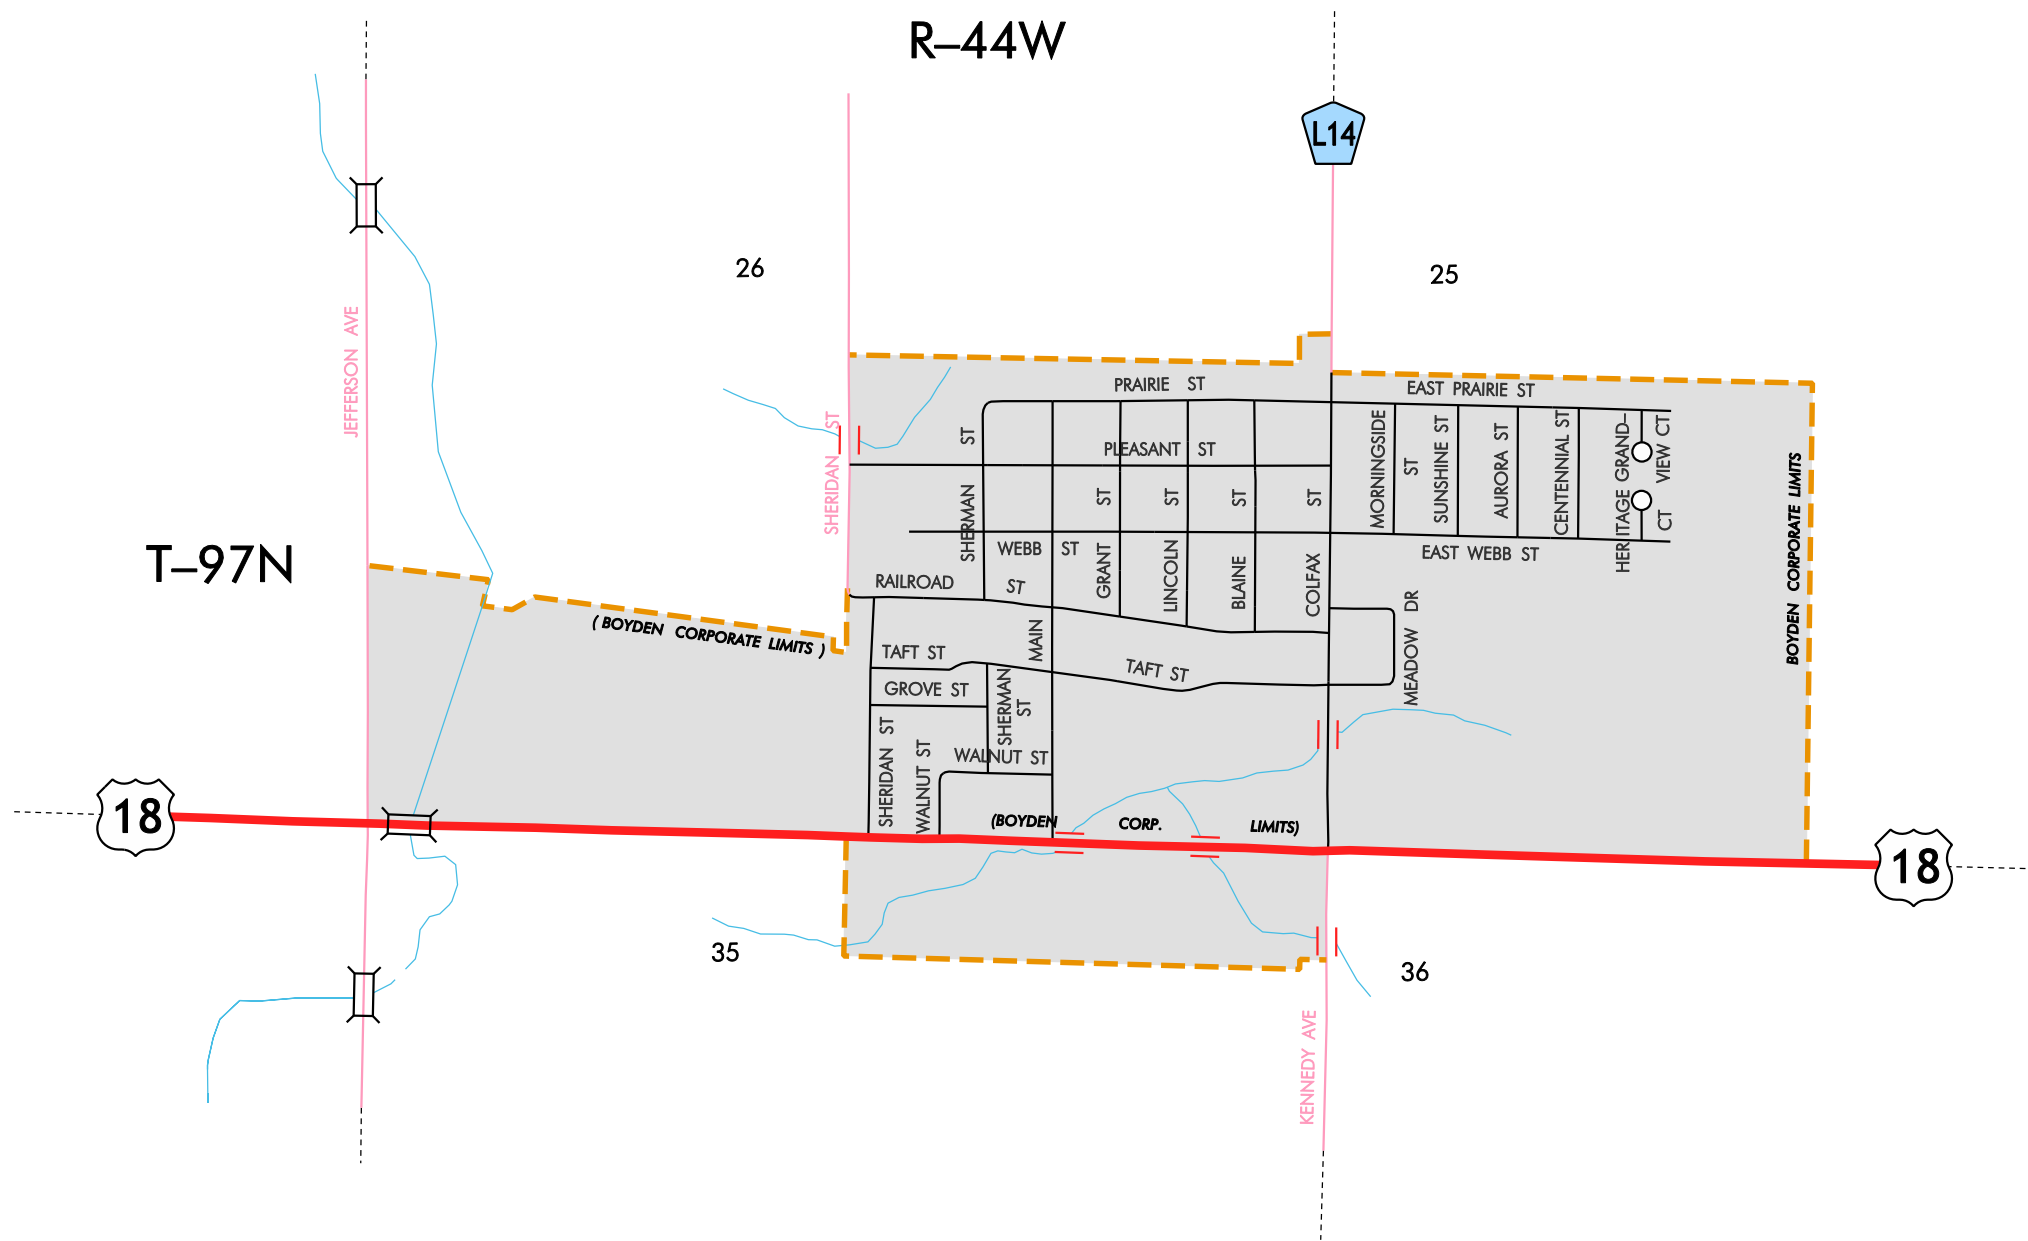 R–44W
L14
26
25
JEFFERSON AVE
PRAIRIE ST
EAST PRAIRIE ST
SHERIDAN ST
SHERMAN ST
PLEASANT ST
GRANT ST
LINCOLN ST
BLAINE ST
COLFAX ST
MORNINGSIDE
ST
SUNSHINE ST
AURORA ST
CENTENNIAL ST
HERITAGE
CT
GRAND–
VIEW CT
BOYDEN CORPORATE LIMITS
T–97N
WEBB ST
EAST WEBB ST
RAILROAD ST
( BOYDEN CORPORATE LIMITS )
MAIN
MEADOW DR
TAFT ST
TAFT ST
GROVE ST
SHERMAN
ST
SHERIDAN ST
WALNUT ST
WALNUT ST
18
(BOYDEN CORP. LIMITS)
18
35
36
KENNEDY AVE